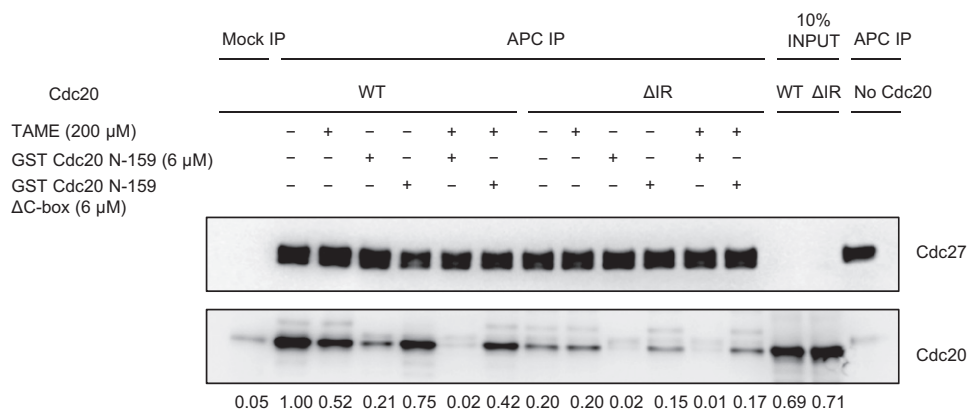 10%
Mock IP APC IP INPUT APC IP
Cdc20 WT ΔIR WT ΔIR No Cdc20
TAME (200 μM) – + – – + + – + – – + +
GST Cdc20 N-159 (6 μM) – – + – + – – – + – + –
GST Cdc20 N-159 – – – + – + – – – + – +
ΔC-box (6 μM)
Cdc27
Cdc20
0.05 1.00 0.52 0.21 0.75 0.02 0.42 0.20 0.20 0.02 0.15 0.01 0.17 0.69 0.71